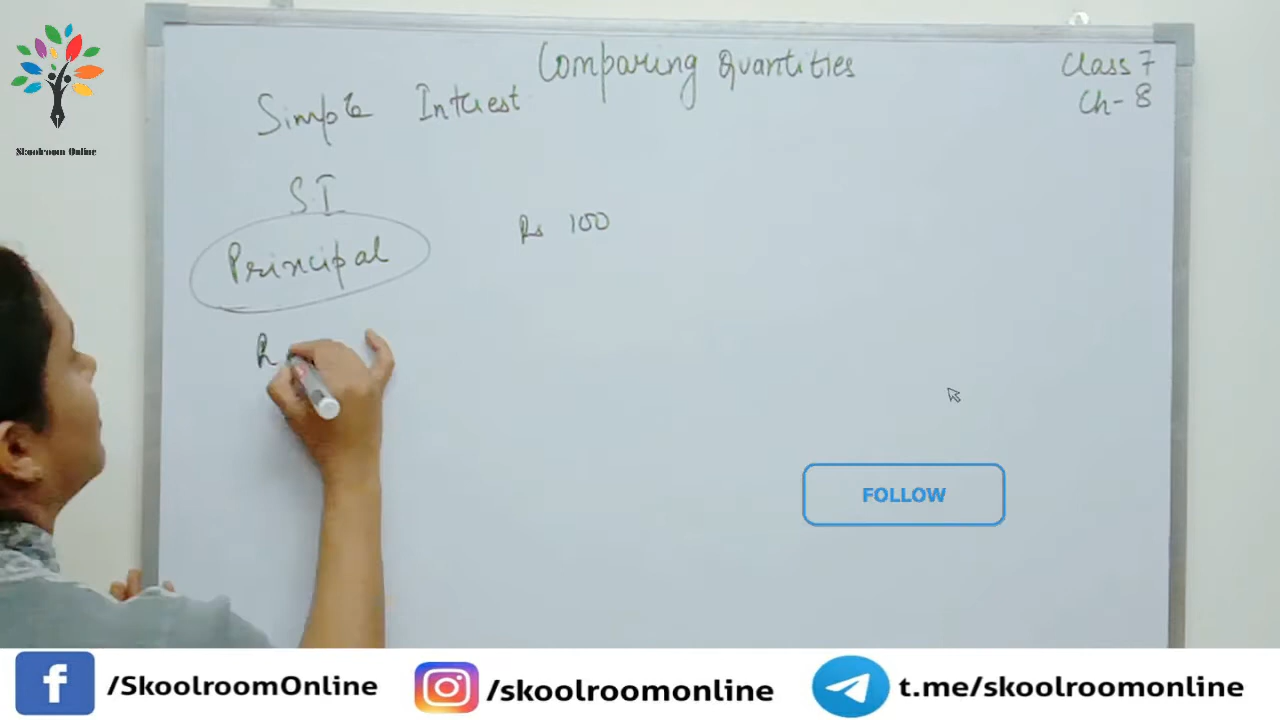 Skoolroom Online
Comparing Quantities
Class 7
Ch- 8
Simple Interest
S.I
Principal
Rs 100
R
FOLLOW
f /SkoolroomOnline
/skoolroomonline
t.me/skoolroomonline